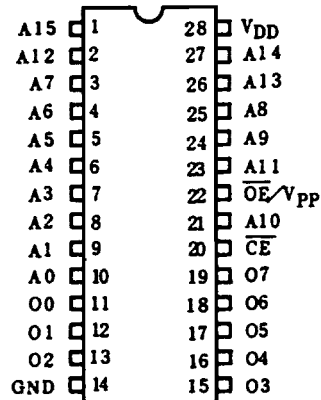 A15 1 28 VDD
A12 2 27 A14
A7 3 26 A13
A6 4 25 A8
A5 5 24 A9
A4 6 23 A11
A3 7 22 OE/VPP
A2 8 21 A10
A1 9 20 CE
A0 10 19 O7
O0 11 18 O6
O1 12 17 O5
O2 13 16 O4
GND 14 15 O3